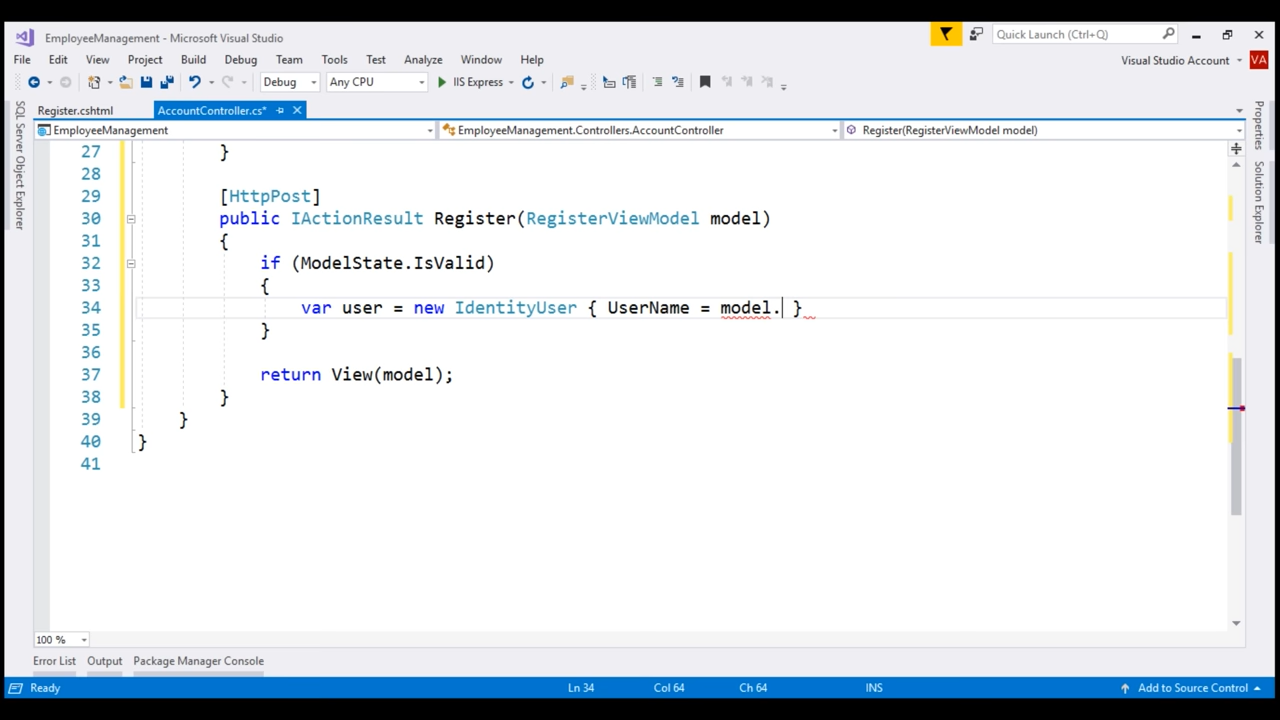 EmployeeManagement - Microsoft Visual Studio
Quick Launch (Ctrl+Q)
File Edit View Project Build Debug Team Tools Test Analyze Window Help
Visual Studio Account VA
Debug Any CPU IIS Express
Register.cshtml AccountController.cs*
EmployeeManagement EmployeeManagement.Controllers.AccountController Register(RegisterViewModel model)
SQL Server Object Explorer
Properties
Solution Explorer
27 }
28
29 [HttpPost]
30 public IActionResult Register(RegisterViewModel model)
31 {
32 if (ModelState.IsValid)
33 {
34 var user = new IdentityUser { UserName = model. }
35 }
36
37 return View(model);
38 }
39 }
40 }
41
100 %
Error List Output Package Manager Console
Ready Ln 34 Col 64 Ch 64 INS Add to Source Control